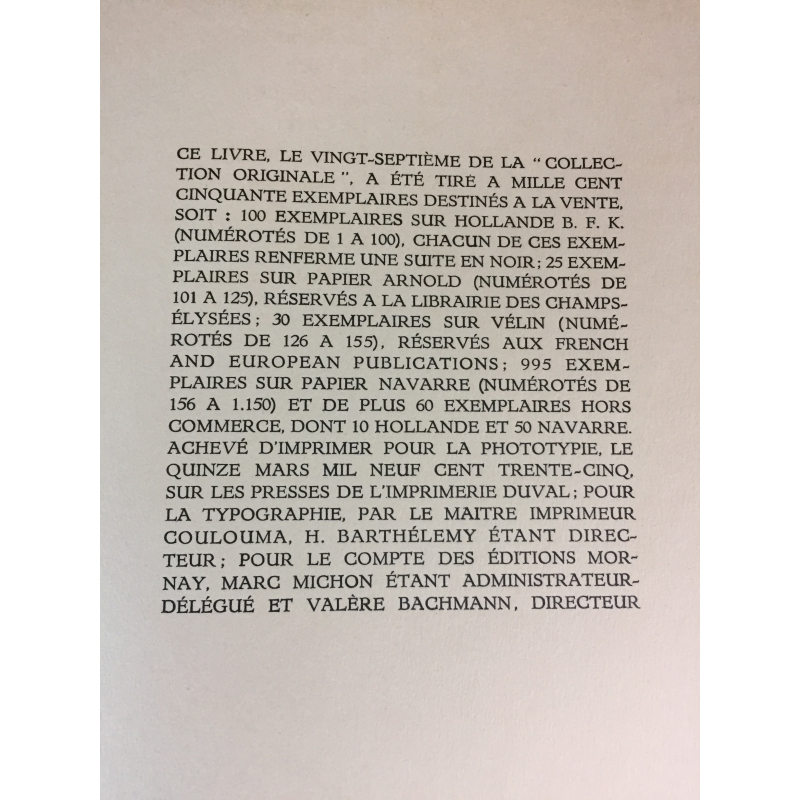 CE LIVRE, LE VINGT-SEPTIÈME DE LA " COLLEC-
TION ORIGINALE ", A ÉTÉ TIRÉ A MILLE CENT
CINQUANTE EXEMPLAIRES DESTINÉS A LA VENTE,
SOIT : 100 EXEMPLAIRES SUR HOLLANDE B. F. K.
(NUMÉROTÉS DE 1 A 100), CHACUN DE CES EXEM-
PLAIRES RENFERME UNE SUITE EN NOIR ; 25 EXEM-
PLAIRES SUR PAPIER ARNOLD (NUMÉROTÉS DE
101 A 125), RÉSERVÉS A LA LIBRAIRIE DES CHAMPS-
ÉLYSÉES ; 30 EXEMPLAIRES SUR VÉLIN (NUMÉ-
ROTÉS DE 126 A 155), RÉSERVÉS AUX FRENCH
AND EUROPEAN PUBLICATIONS ; 995 EXEM-
PLAIRES SUR PAPIER NAVARRE (NUMÉROTÉS DE
156 A 1.150) ET DE PLUS 60 EXEMPLAIRES HORS
COMMERCE, DONT 10 HOLLANDE ET 50 NAVARRE.
ACHEVÉ D'IMPRIMER POUR LA PHOTOTYPIE, LE
QUINZE MARS MIL NEUF CENT TRENTE-CINQ,
SUR LES PRESSES DE L'IMPRIMERIE DUVAL ; POUR
LA TYPOGRAPHIE, PAR LE MAITRE IMPRIMEUR
COULOUMA, H. BARTHÉLEMY ÉTANT DIREC-
TEUR ; POUR LE COMPTE DES ÉDITIONS MOR-
NAY, MARC MICHON ÉTANT ADMINISTRATEUR-
DÉLÉGUÉ ET VALÈRE BACHMANN, DIRECTEUR